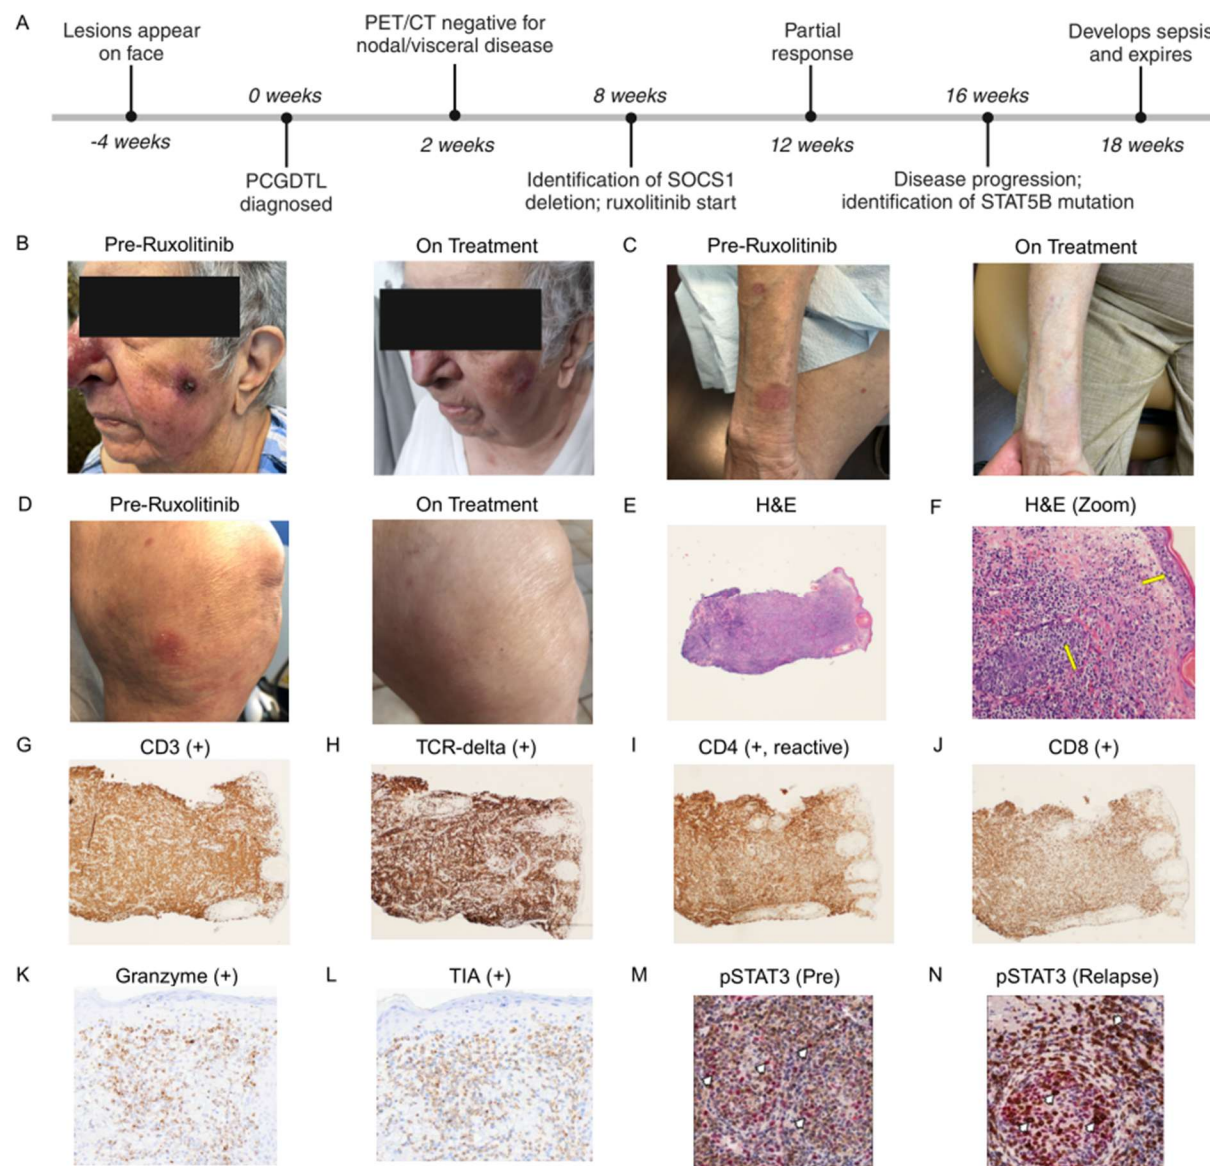 A
Lesions appear
on face
PET/CT negative for
nodal/visceral disease
Partial
response
Develops sepsis
and expires
0 weeks
8 weeks
16 weeks
-4 weeks
2 weeks
12 weeks
18 weeks
PCGDTL
diagnosed
Identification of SOCS1
deletion; ruxolitinib start
Disease progression;
identification of STAT5B mutation
B
Pre-Ruxolitinib
On Treatment
C
Pre-Ruxolitinib
On Treatment
D
Pre-Ruxolitinib
On Treatment
E
H&E
F
H&E (Zoom)
G
CD3 (+)
H
TCR-delta (+)
I
CD4 (+, reactive)
J
CD8 (+)
K
Granzyme (+)
L
TIA (+)
M
pSTAT3 (Pre)
N
pSTAT3 (Relapse)